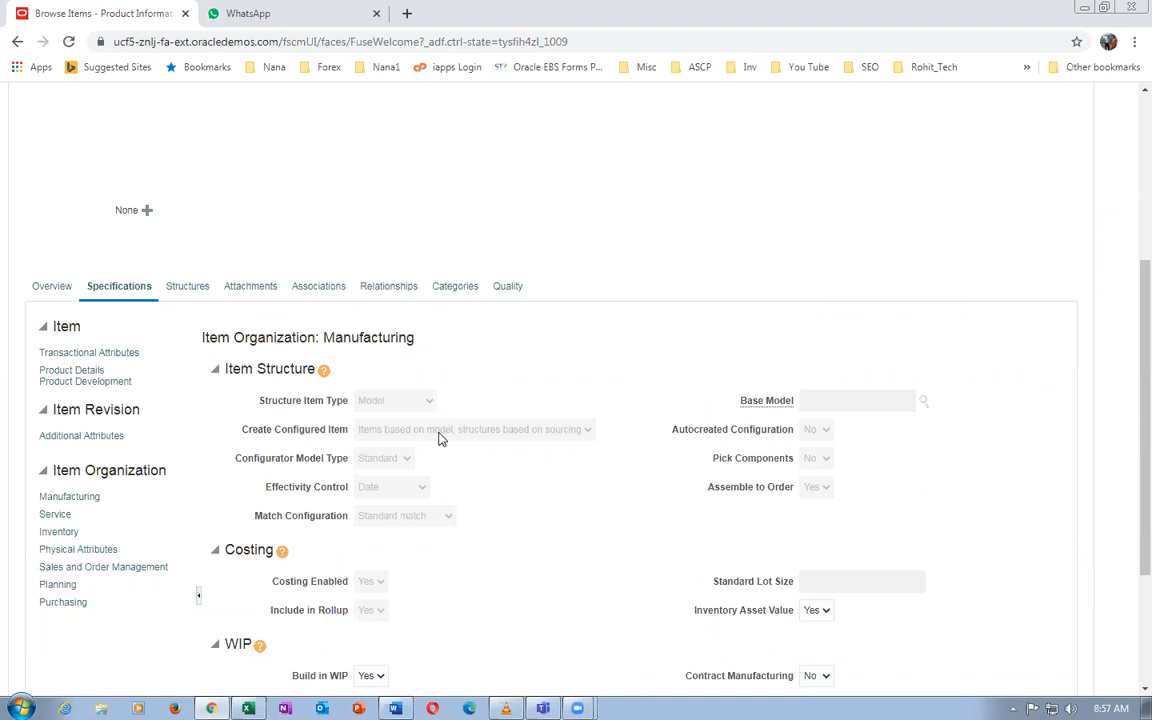 Browse Items - Product Informat
WhatsApp
ucf5-znlj-fa-ext.oracledemos.com/fscmUI/faces/FuseWelcome?_adf.ctrl-state=tysfih4zl_1009
Apps Suggested Sites Bookmarks Nana Forex Nana1 iapps Login Oracle EBS Forms P... Misc ASCP Inv You Tube SEO Rohit_Tech » Other bookmarks
None
Overview Specifications Structures Attachments Associations Relationships Categories Quality
Item
Transactional Attributes
Product Details
Product Development
Item Revision
Additional Attributes
Item Organization
Manufacturing
Service
Inventory
Physical Attributes
Sales and Order Management
Planning
Purchasing
Item Organization: Manufacturing
Item Structure
Structure Item Type Model Base Model
Create Configured Item Items based on model, structures based on sourcing Autocreated Configuration No
Configurator Model Type Standard Pick Components No
Effectivity Control Date Assemble to Order Yes
Match Configuration Standard match
Costing
Costing Enabled Yes Standard Lot Size
Include in Rollup Yes Inventory Asset Value Yes
WIP
Build in WIP Yes Contract Manufacturing No
8:57 AM